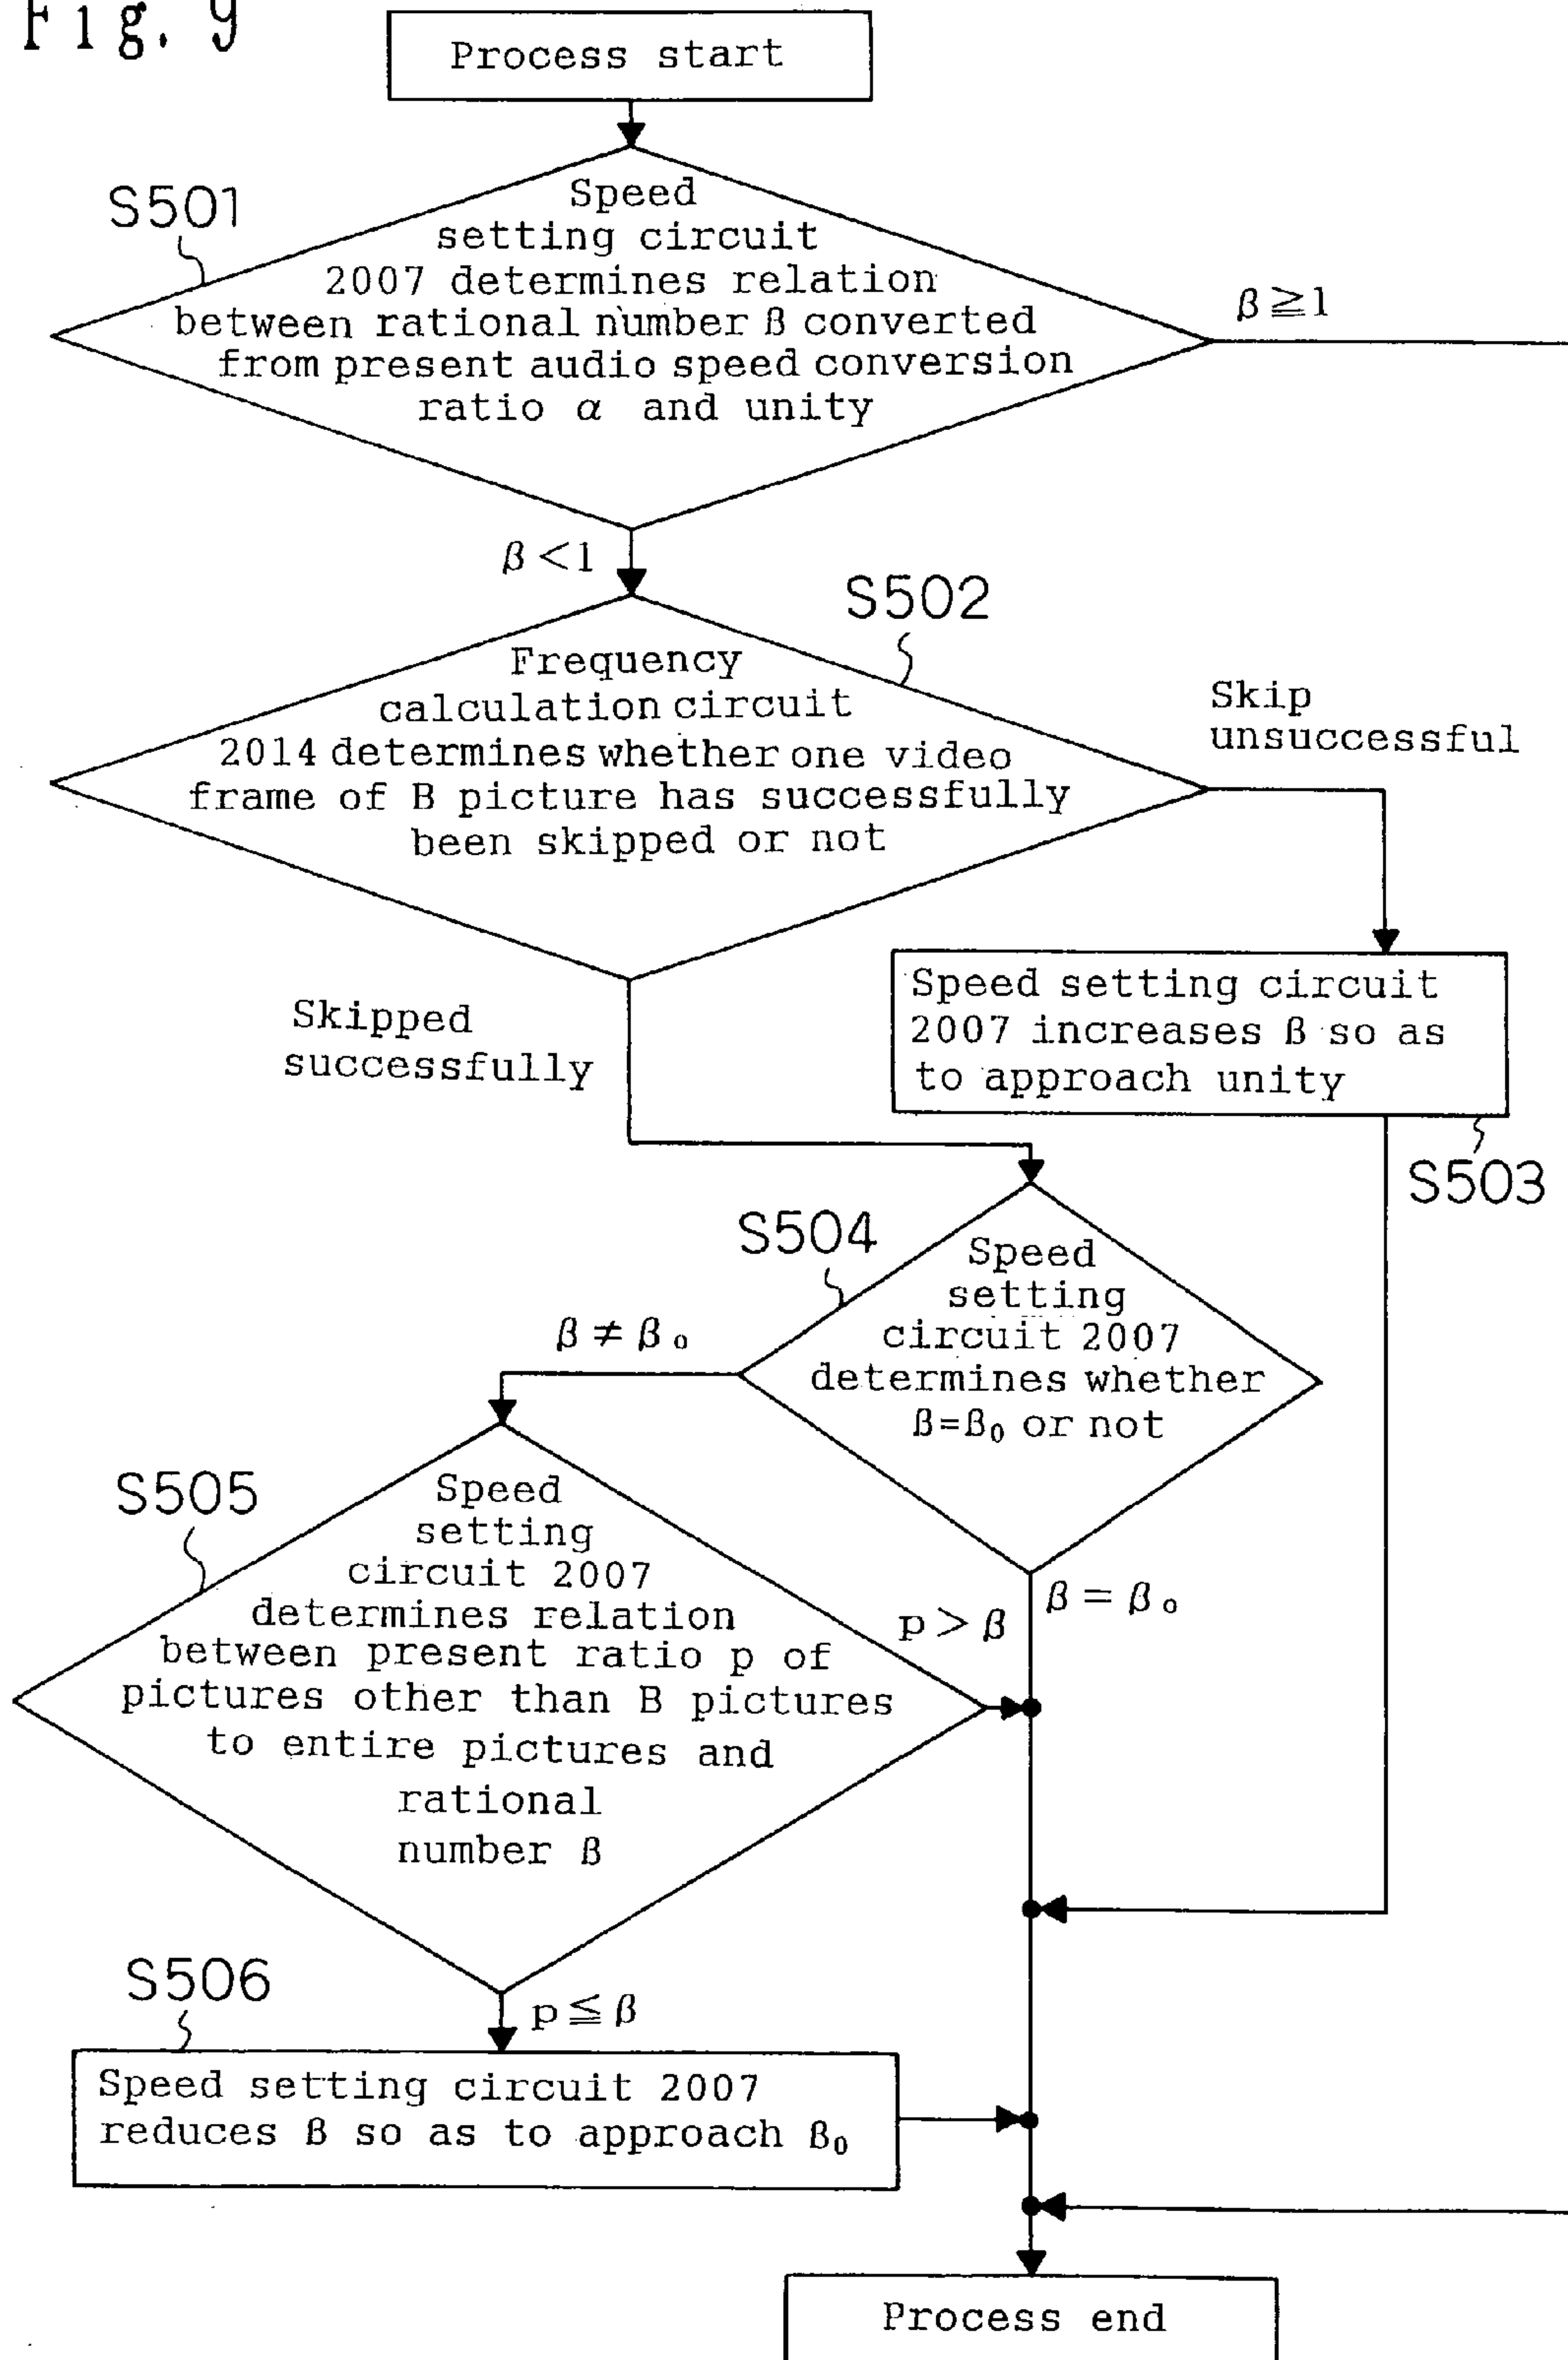 Fig. 9
Process start
S501
Speed
setting circuit
2007 determines relation
between rational number β converted
from present audio speed conversion
ratio α and unity
β≧1
β<1
S502
Frequency
calculation circuit
2014 determines whether one video
frame of B picture has successfully
been skipped or not
Skip
unsuccessful
Skipped
successfully
Speed setting circuit
2007 increases β so as
to approach unity
S503
S504
Speed
setting
circuit 2007
determines whether
β=β₀ or not
β≠β₀
β=β₀
S505
Speed
setting
circuit 2007
determines relation
between present ratio p of
pictures other than B pictures
to entire pictures and
rational
number β
p>β
p≦β
S506
Speed setting circuit 2007
reduces β so as to approach β₀
Process end